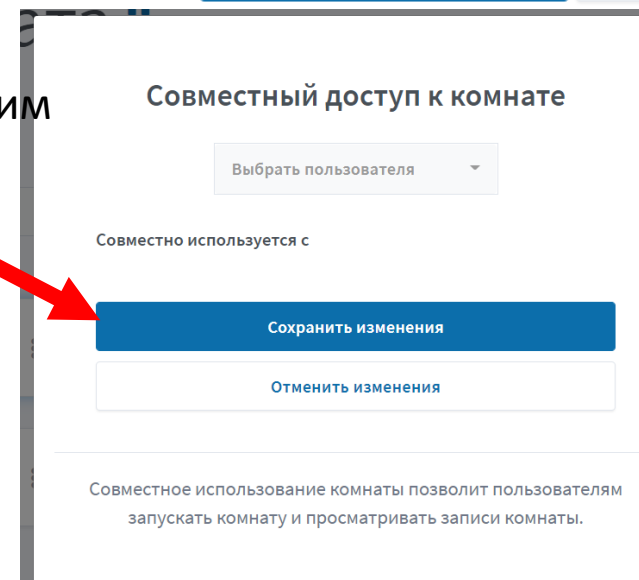 им
Совместный доступ к комнате
Выбрать пользователя
Совместно используется с
Сохранить изменения
Отменить изменения
Совместное использование комнаты позволит пользователям
запускать комнату и просматривать записи комнаты.